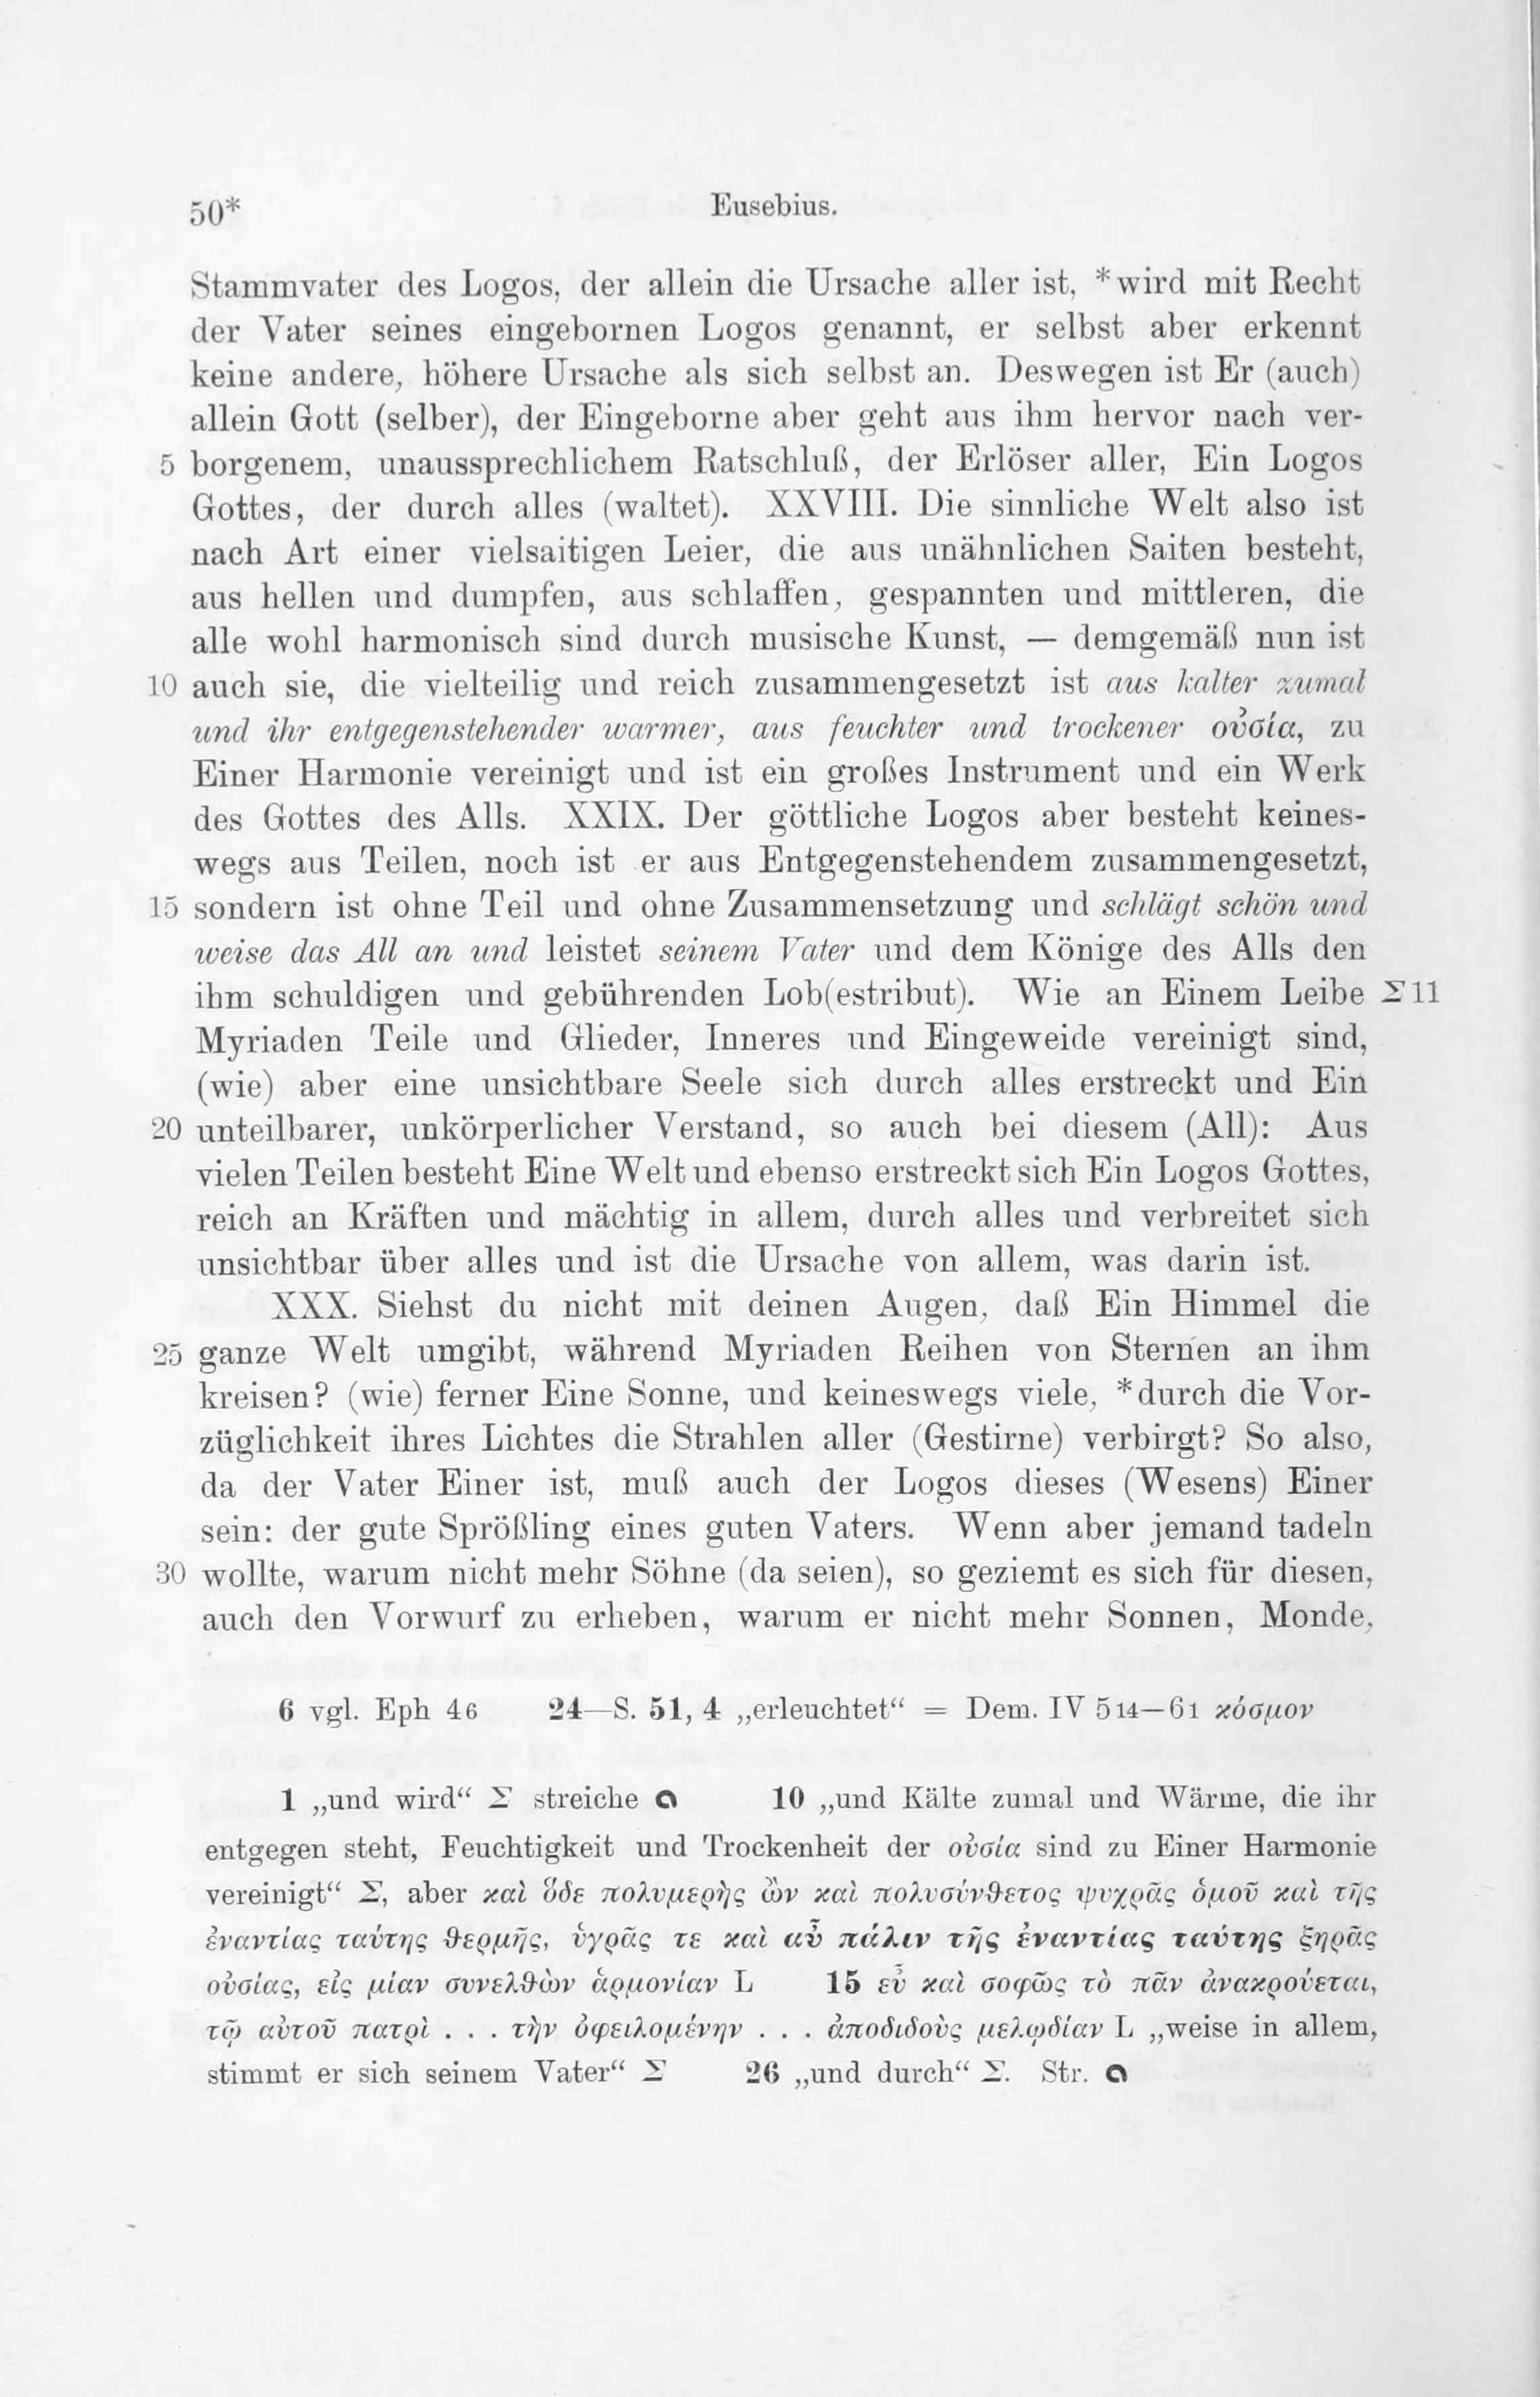 50* Eusebius.
Stammvater des Logos, der allein die Ursache aller ist, *wird mit Recht
der Vater seines eingebornen Logos genannt, er selbst aber erkennt
keine andere, höhere Ursache als sich selbst an. Deswegen ist Er (auch)
allein Gott (selber), der Eingeborne aber geht aus ihm hervor nach ver-
5 borgenem, unaussprechlichem Ratschluß, der Erlöser aller, Ein Logos
Gottes, der durch alles (waltet). XXVIII. Die sinnliche Welt also ist
nach Art einer vielsaitigen Leier, die aus unähnlichen Saiten besteht,
aus hellen und dumpfen, aus schlaffen, gespannten und mittleren, die
alle wohl harmonisch sind durch musische Kunst, — demgemäß nun ist
10 auch sie, die vielteilig und reich zusammengesetzt ist aus kalter zumal
und ihr entgegenstehender warmer, aus feuchter und trockener οὐσία, zu
Einer Harmonie vereinigt und ist ein großes Instrument und ein Werk
des Gottes des Alls. XXIX. Der göttliche Logos aber besteht keines-
wegs aus Teilen, noch ist er aus Entgegenstehendem zusammengesetzt,
15 sondern ist ohne Teil und ohne Zusammensetzung und schlägt schön und
weise das All an und leistet seinem Vater und dem Könige des Alls den
ihm schuldigen und gebührenden Lob(estribut). Wie an Einem Leibe Σ 11
Myriaden Teile und Glieder, Inneres und Eingeweide vereinigt sind,
(wie) aber eine unsichtbare Seele sich durch alles erstreckt und Ein
20 unteilbarer, unkörperlicher Verstand, so auch bei diesem (All): Aus
vielen Teilen besteht Eine Welt und ebenso erstreckt sich Ein Logos Gottes,
reich an Kräften und mächtig in allem, durch alles und verbreitet sich
unsichtbar über alles und ist die Ursache von allem, was darin ist.
XXX. Siehst du nicht mit deinen Augen, daß Ein Himmel die
25 ganze Welt umgibt, während Myriaden Reihen von Sternen an ihm
kreisen? (wie) ferner Eine Sonne, und keineswegs viele, *durch die Vor-
züglichkeit ihres Lichtes die Strahlen aller (Gestirne) verbirgt? So also,
da der Vater Einer ist, muß auch der Logos dieses (Wesens) Einer
sein: der gute Sprößling eines guten Vaters. Wenn aber jemand tadeln
30 wollte, warum nicht mehr Söhne (da seien), so geziemt es sich für diesen,
auch den Vorwurf zu erheben, warum er nicht mehr Sonnen, Monde,
6 vgl. Eph 4 6 24—S. 51, 4 „erleuchtet“ = Dem. IV 5 14—6 1 κόσμον
1 „und wird“ Σ streiche ᴖ 10 „und Kälte zumal und Wärme, die ihr
entgegen steht, Feuchtigkeit und Trockenheit der οὐσία sind zu Einer Harmonie
vereinigt“ Σ, aber καὶ ὅδε πολυμερὴς ὢν καὶ πολυσύνθετος ψυχρᾶς ὁμοῦ καὶ τῆς
ἐναντίας ταύτης θερμῆς, ὑγρᾶς τε καὶ αὖ πάλιν τῆς ἐναντίας ταύτης ξηρᾶς
οὐσίας, εἰς μίαν συνελθὼν ἁρμονίαν L 15 εὖ καὶ σοφῶς τὸ πᾶν ἀνακρούεται,
τῷ αὐτοῦ πατρὶ . . . τὴν ὀφειλομένην . . . ἀποδιδοὺς μελῳδίαν L „weise in allem,
stimmt er sich seinem Vater“ Σ 26 „und durch“ Σ. Str. ᴖ